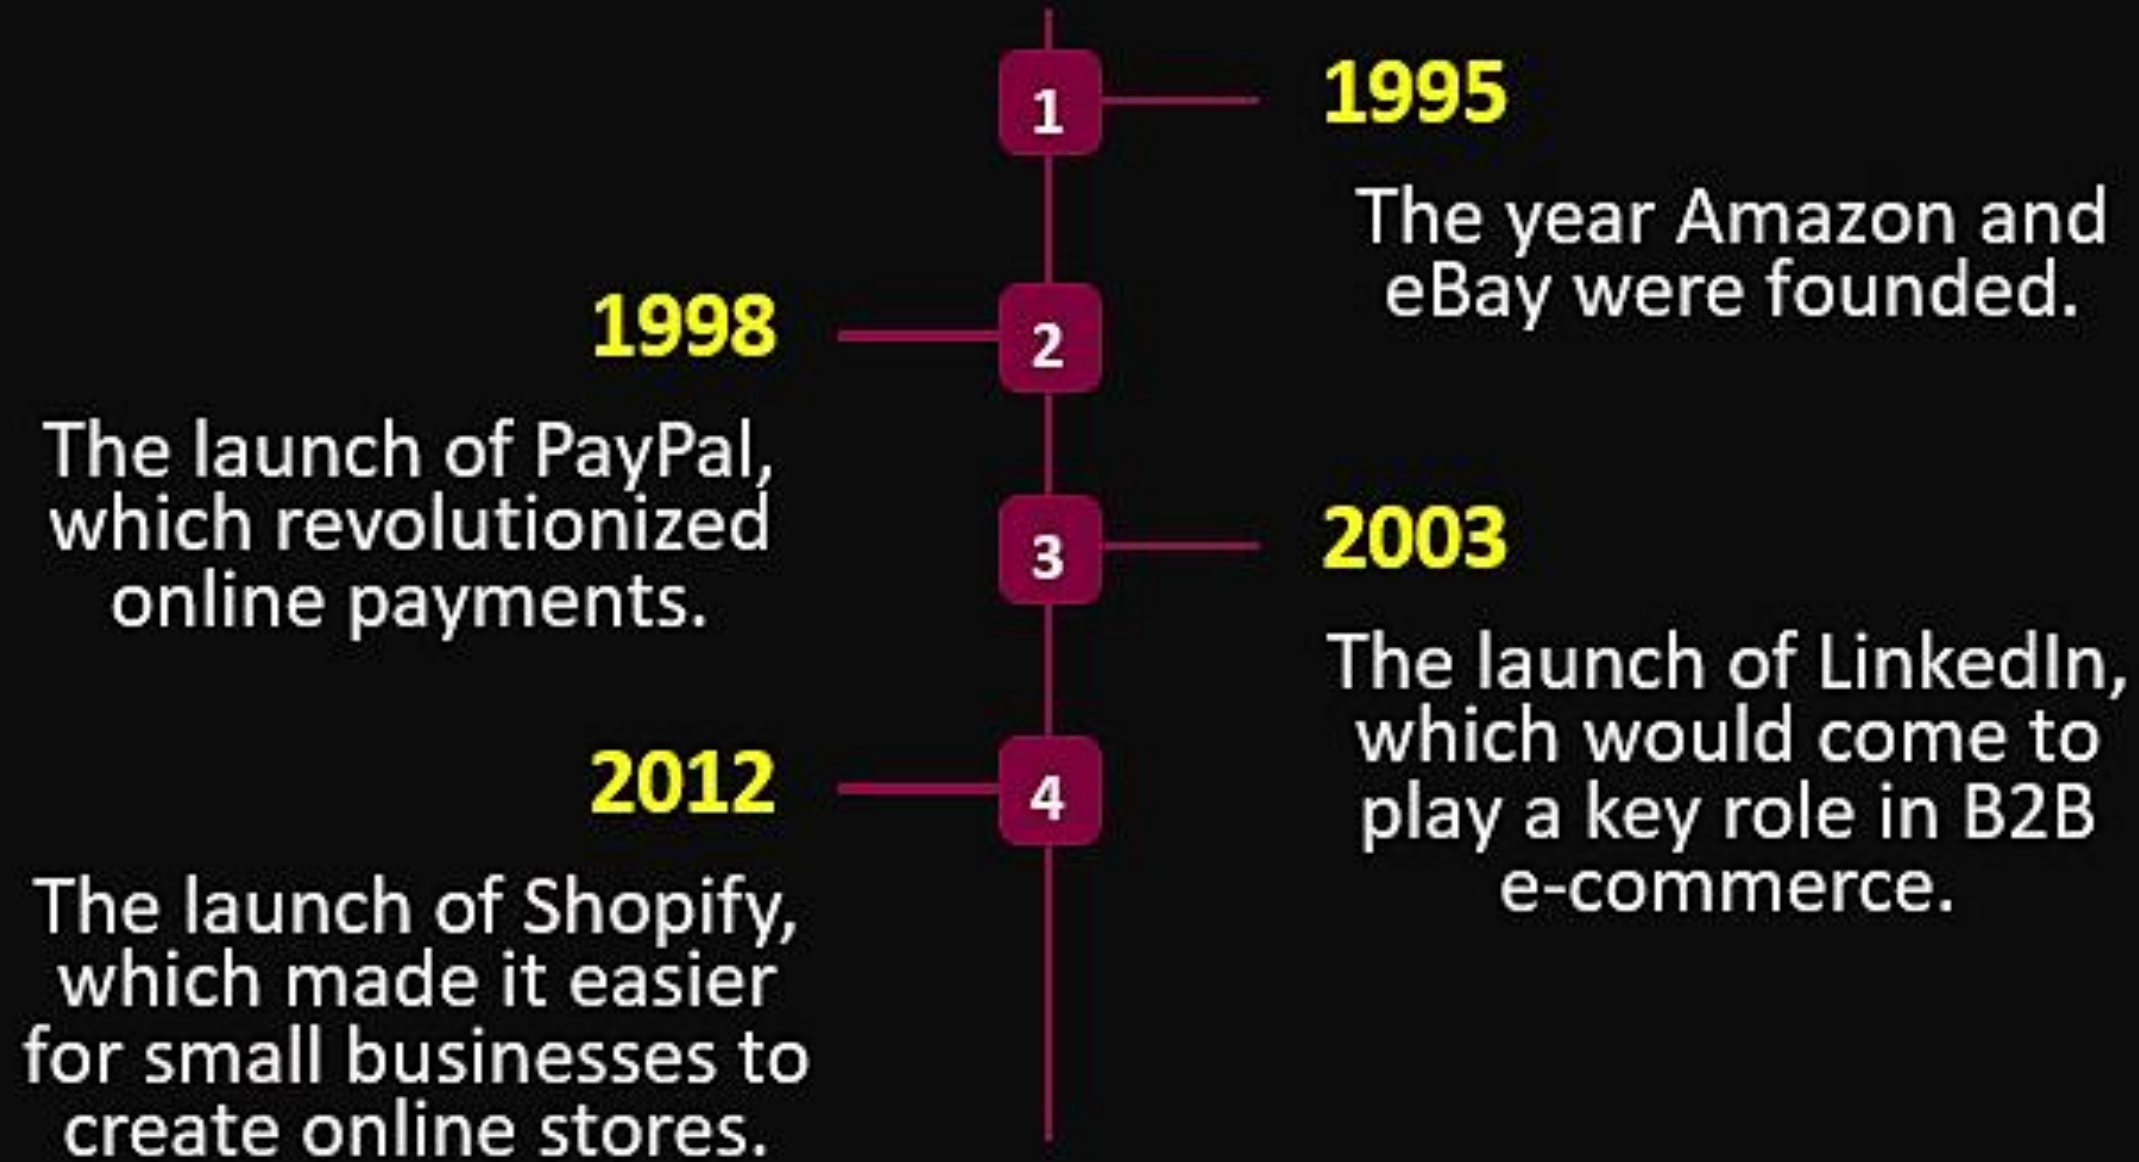 1
1995
The year Amazon and
eBay were founded.
2
1998
The launch of PayPal,
which revolutionized
online payments.
3
2003
The launch of LinkedIn,
which would come to
play a key role in B2B
e-commerce.
4
2012
The launch of Shopify,
which made it easier
for small businesses to
create online stores.